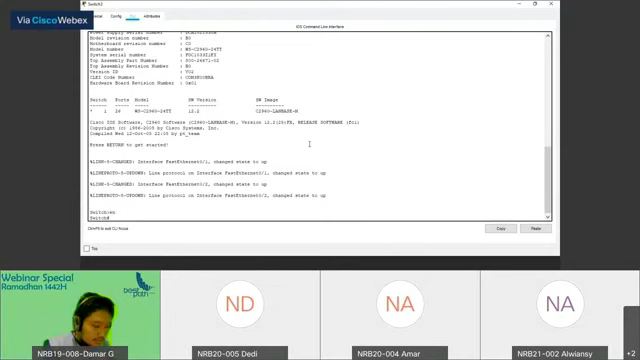 Switch2
Via Cisco Webex
Config
Attributes
IOS Command Line Interface
Model revision number : B0
Motherboard revision number : C0
Model number : WS-C2960-24TT
System serial number
Top Assembly Part Number : 800-26671-02
Top Assembly Revision Number : B0
Version ID : V02
CLEI Code Number
Hardware Board Revision Number : 0x01
Switch Ports Model SW Version SW Image
------ ----- ----- ---------- ----------
* 1 26 WS-C2960-24TT 12.2 C2960-LANBASE-M
Cisco IOS Software, C2960 Software (C2960-LANBASE-M), Version 12.2(25)FX, RELEASE SOFTWARE (fc1)
Copyright (c) 1986-2005 by Cisco Systems, Inc.
Compiled Wed 12-Oct-05 22:05 by pt_team
Press RETURN to get started!
%LINK-5-CHANGED: Interface FastEthernet0/1, changed state to up
%LINEPROTO-5-UPDOWN: Line protocol on Interface FastEthernet0/1, changed state to up
%LINK-5-CHANGED: Interface FastEthernet0/2, changed state to up
%LINEPROTO-5-UPDOWN: Line protocol on Interface FastEthernet0/2, changed state to up
Switch>en
Switch#
Ctrl+F6 to exit CLI focus
Copy
Paste
Top
Webinar Special
Ramadhan 1442H
best path
ND
NA
NA
NRB19-008-Damar G
NRB20-005 Dedi
NRB20-004 Amar
NRB21-002 Alwiansy
+2